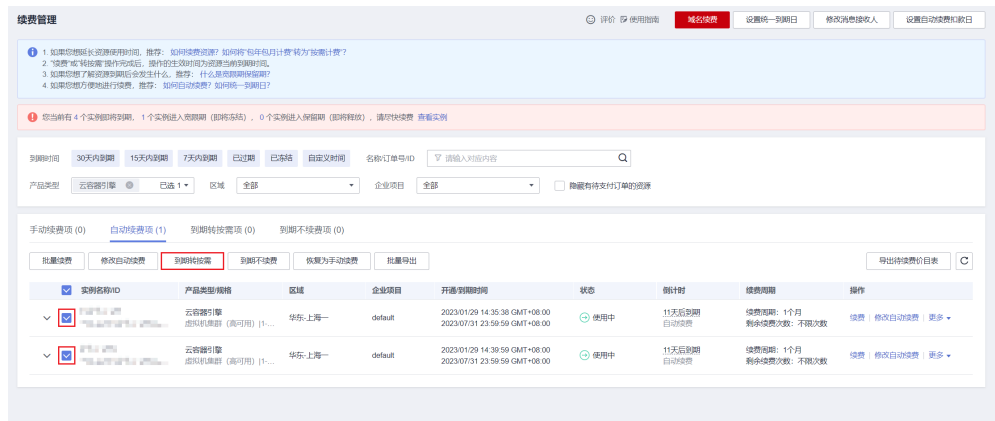 续费管理
评价 使用指南 域名续费 设置统一到期日 修改消息接收人 设置自动续费扣款日
1. 如果您想延长资源使用时间，推荐： 如何续费资源? 如何将"包年包月计费"转为"按需计费"?
2. "续费"或"转按需"操作完成后，操作的生效时间为资源当前到期时间。
3. 如果您想了解资源到期后会发生什么，推荐： 什么是宽限期保留期?
4. 如果您想方便地进行续费，推荐： 如何自动续费? 如何统一到期日?
您当前有 4 个实例即将到期， 1 个实例进入宽限期（即将冻结）， 0 个实例进入保留期（即将释放），请尽快续费 查看实例
到期时间 30天内到期 15天内到期 7天内到期 已过期 已冻结 自定义时间 名称/订单号/ID 请输入对应内容
产品类型 云容器引擎 已选 1 区域 全部 企业项目 全部 隐藏有待支付订单的资源
手动续费项 (0) 自动续费项 (1) 到期转按需项 (0) 到期不续费项 (0)
批量续费 修改自动续费 到期转按需 到期不续费 恢复为手动续费 批量导出 导出待续费价目表
实例名称/ID 产品类型/规格 区域 企业项目 开通/到期时间 状态 倒计时 续费周期 操作
云容器引擎 虚拟机集群（高可用）|1-... 华东-上海一 default 2023/01/29 14:35:38 GMT+08:00 2023/07/31 23:59:59 GMT+08:00 使用中 11天后到期 自动续费 续费周期：1个月 剩余续费次数：不限次数 续费 修改自动续费 更多
云容器引擎 虚拟机集群（高可用）|1-... 华东-上海一 default 2023/01/29 14:39:59 GMT+08:00 2023/07/31 23:59:59 GMT+08:00 使用中 11天后到期 自动续费 续费周期：1个月 剩余续费次数：不限次数 续费 修改自动续费 更多